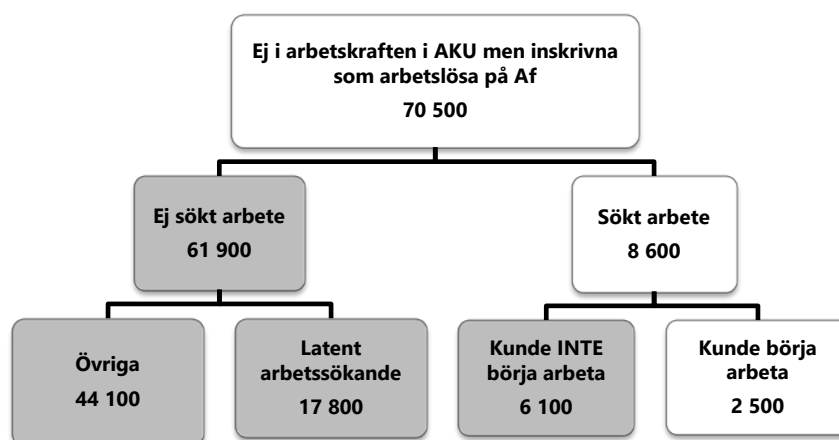 Ej i arbetskraften i AKU men inskrivna
som arbetslösa på Af
70 500
Ej sökt arbete
61 900
Sökt arbete
8 600
Övriga
44 100
Latent
arbetssökande
17 800
Kunde INTE
börja arbeta
6 100
Kunde börja
arbeta
2 500